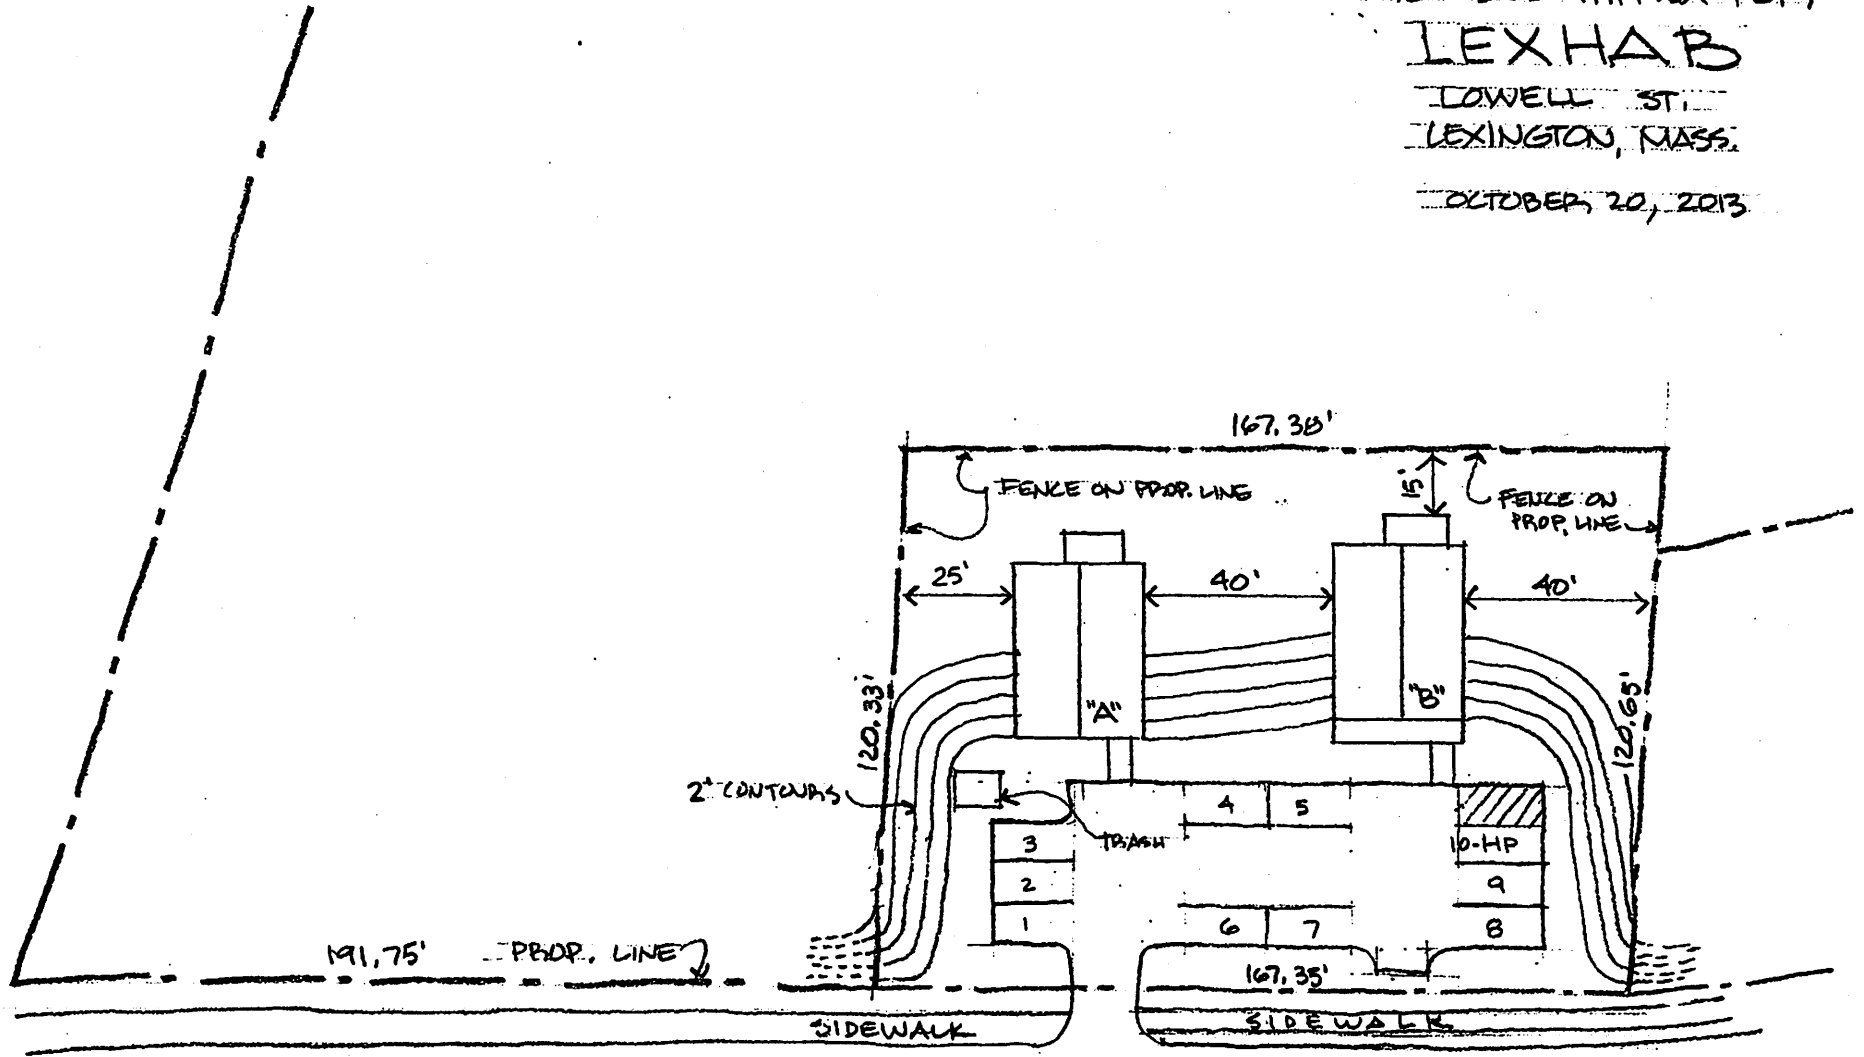 LEXHAB
LOWELL ST.
LEXINGTON, MASS.
OCTOBER 20, 2013
167.38'
FENCE ON PROP. LINE
15'
FENCE ON
PROP. LINE
25'
40'
40'
120.33'
"A"
"B"
120.65'
2' CONTOURS
TRASH
4
5
3
10-HP
2
9
1
6
7
8
191.75'
PROP. LINE
167.35'
SIDEWALK
SIDEWALK